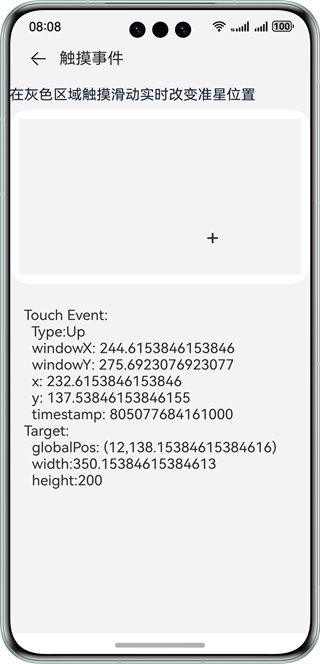 08:08
100
触摸事件
在灰色区域触摸滑动实时改变准星位置
+
Touch Event:
Type:Up
windowX: 244.6153846153846
windowY: 275.6923076923077
x: 232.6153846153846
y: 137.53846153846155
timestamp: 805077684161000
Target:
globalPos: (12,138.15384615384616)
width:350.15384615384613
height:200